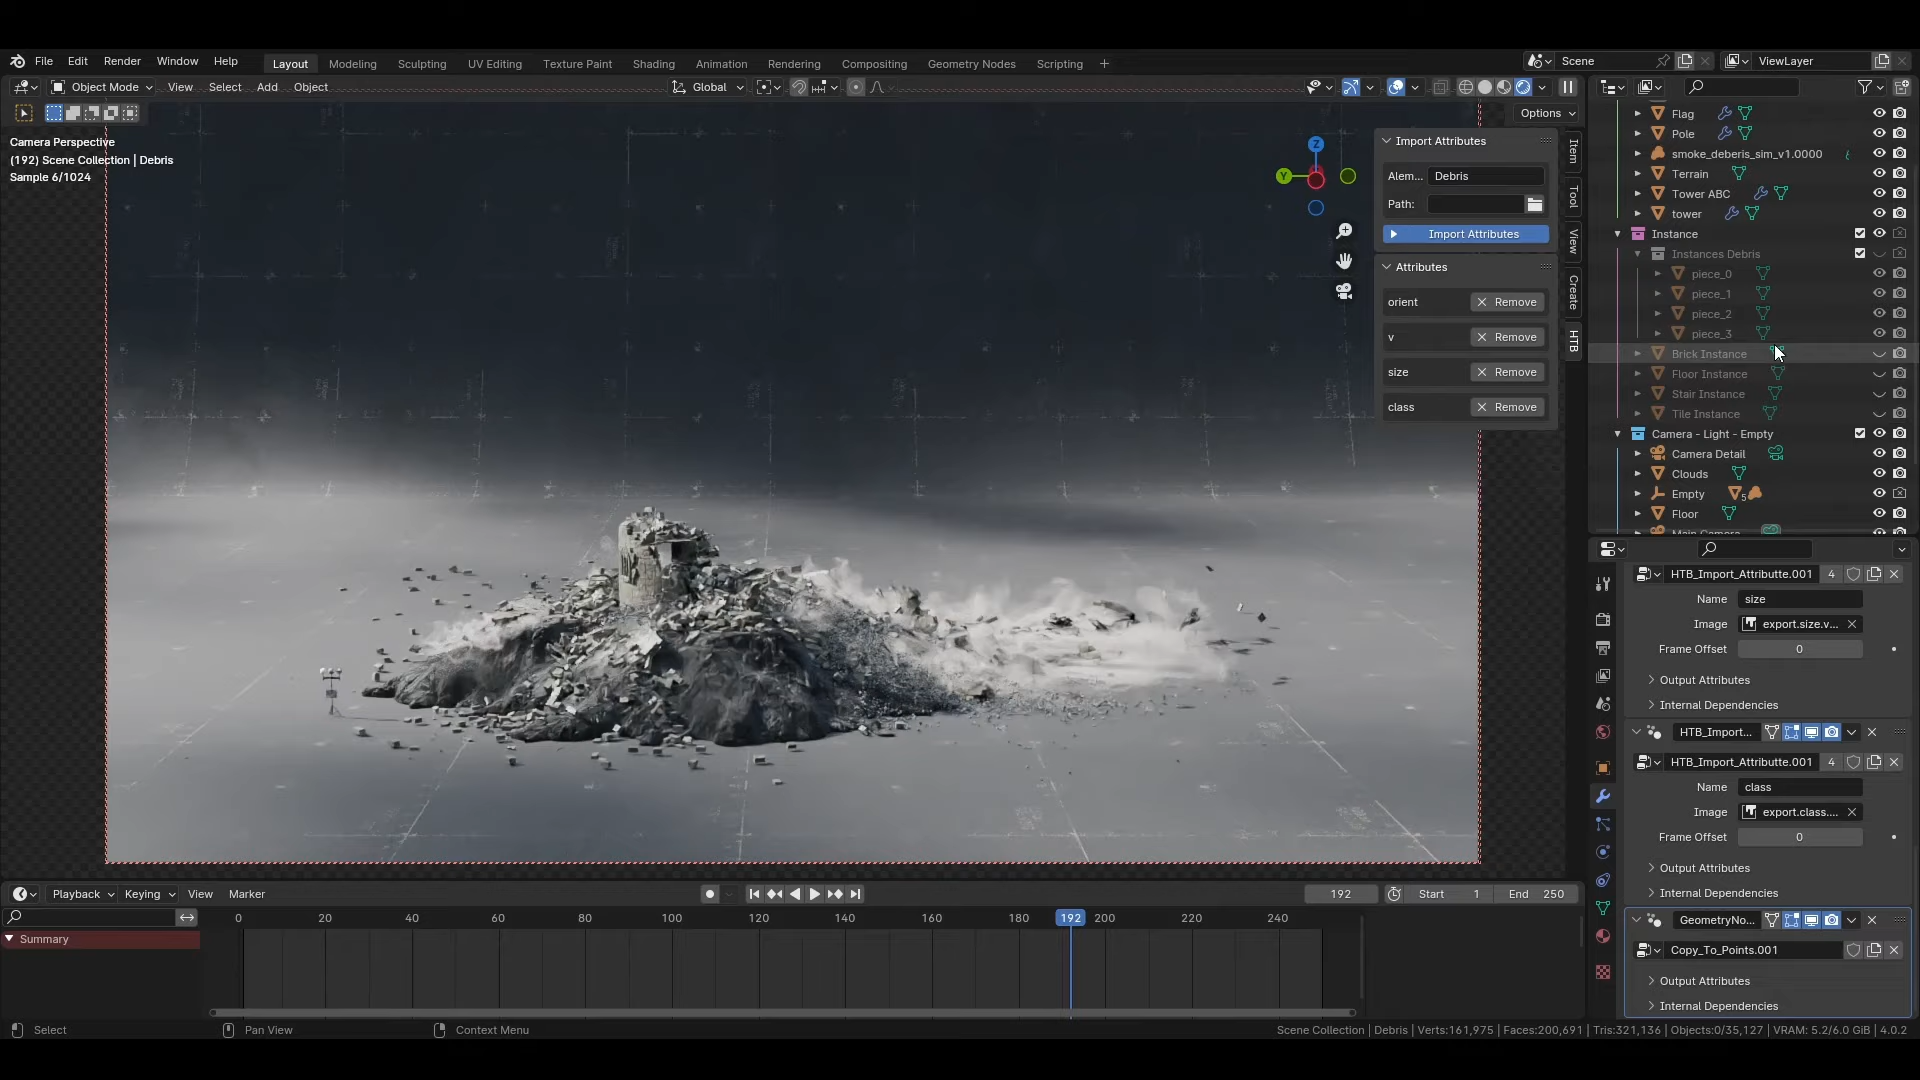 File Edit Render Window Help Layout Modeling Sculpting UV Editing Texture Paint Shading Animation Rendering Compositing Geometry Nodes Scripting + Scene ViewLayer
Object Mode View Select Add Object Global
Options
Camera Perspective
(192) Scene Collection | Debris
Sample 6/1024
Import Attributes
Alem... Debris
Path:
Import Attributes
Attributes
orient Remove
v Remove
size Remove
class Remove
Item
Tool
View
Create
HTB
Z
Y
Flag
Pole
smoke_deberis_sim_v1.0000
Terrain
Tower ABC
tower
Instance
Instances Debris
piece_0
piece_1
piece_2
piece_3
Brick Instance
Floor Instance
Stair Instance
Tile Instance
Camera - Light - Empty
Camera Detail
Clouds
Empty 5
Floor
Main Camera
HTB_Import_Attributte.001 4
Name size
Image export.size.v...
Frame Offset 0
Output Attributes
Internal Dependencies
HTB_Import...
HTB_Import_Attributte.001 4
Name class
Image export.class....
Frame Offset 0
Output Attributes
Internal Dependencies
GeometryNo...
Copy_To_Points.001
Output Attributes
Internal Dependencies
Playback Keying View Marker 192 Start 1 End 250
0 20 40 60 80 100 120 140 160 180 192 200 220 240
Summary
Select Pan View Context Menu Scene Collection | Debris | Verts:161,975 | Faces:200,691 | Tris:321,136 | Objects:0/35,127 | VRAM: 5.2/6.0 GiB | 4.0.2